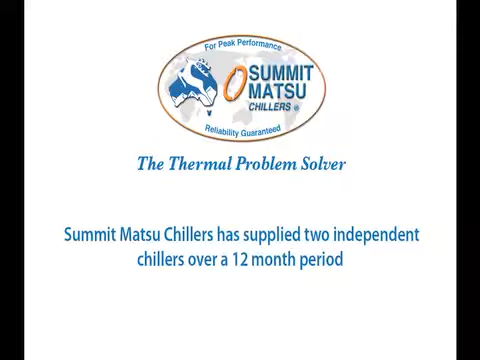 For Peak Performance
SUMMIT
MATSU
CHILLERS ®
Reliability Guaranteed
The Thermal Problem Solver
Summit Matsu Chillers has supplied two independent
chillers over a 12 month period